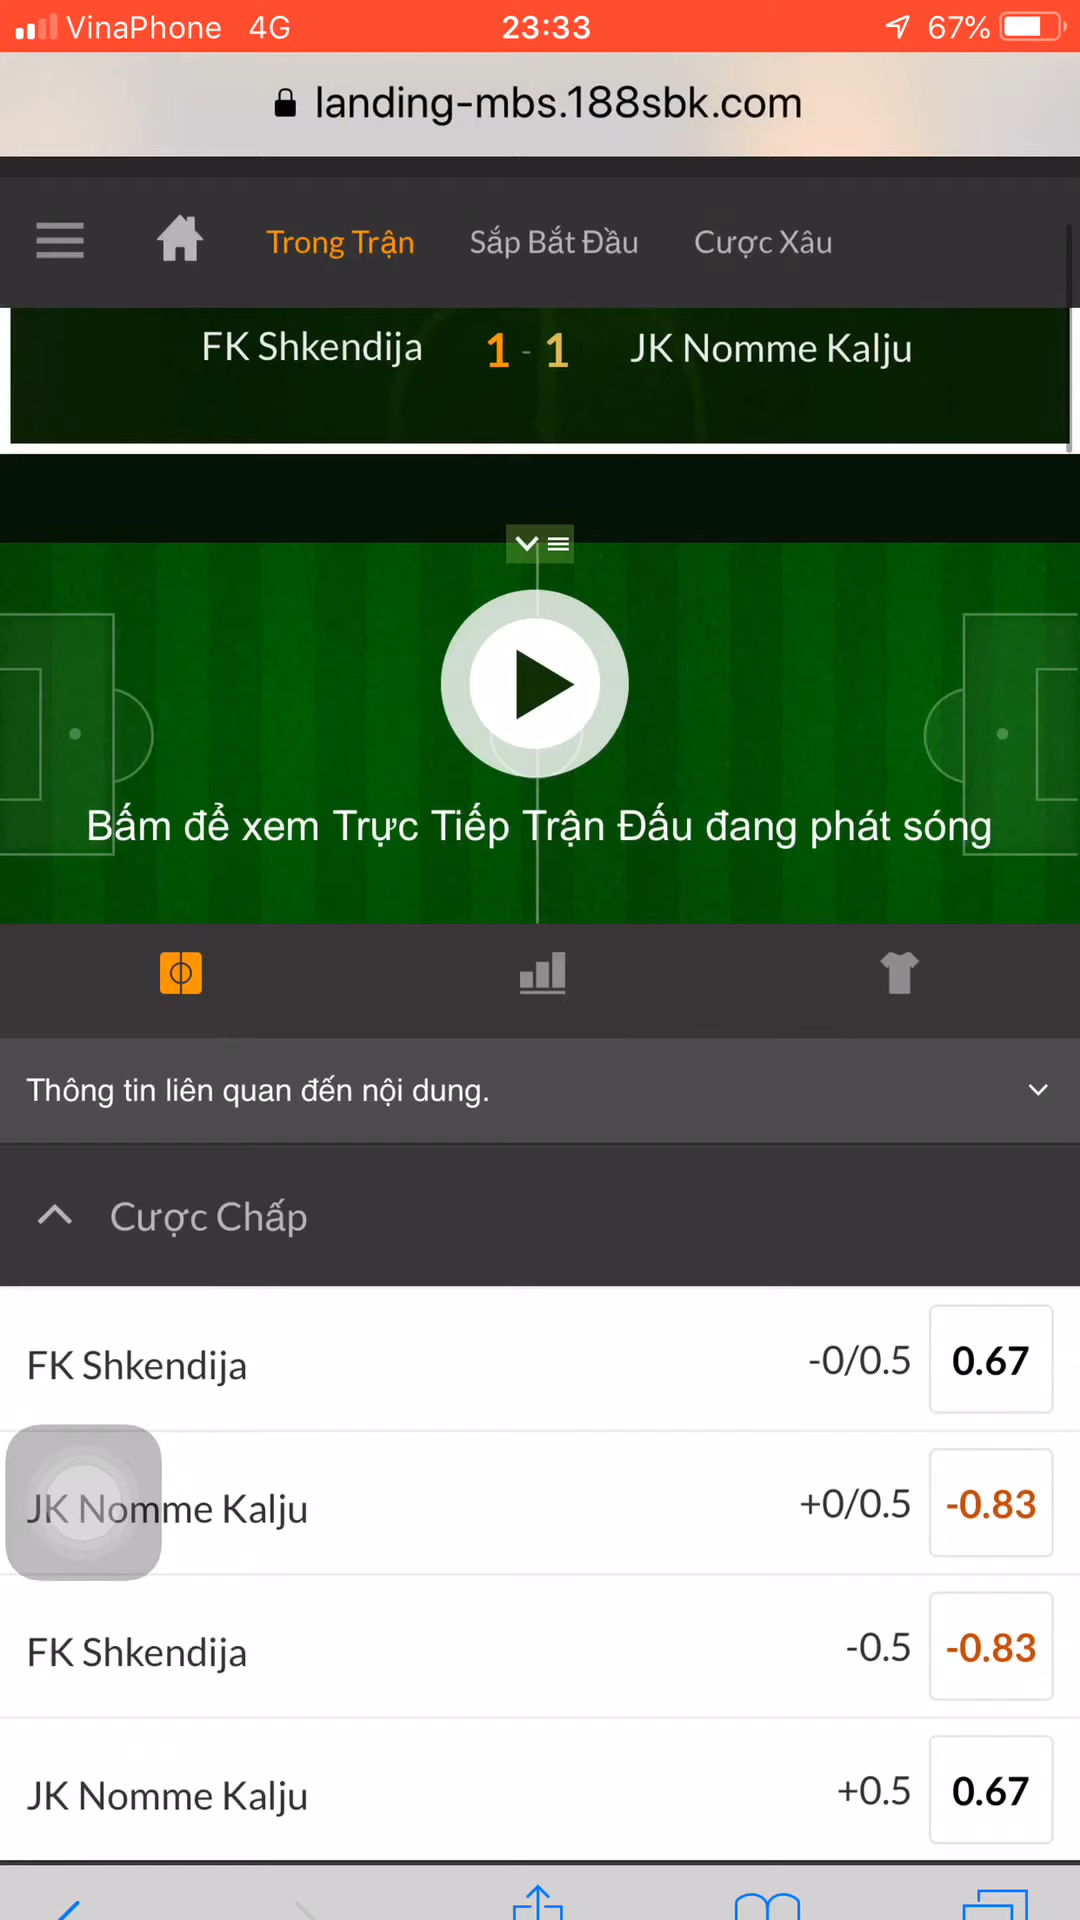 VinaPhone 4G 23:33 67%
landing-mbs.188sbk.com
Trong Trận Sắp Bắt Đầu Cược Xâu
FK Shkendija 1 - 1 JK Nomme Kalju
Bấm để xem Trực Tiếp Trận Đấu đang phát sóng
Thông tin liên quan đến nội dung.
Cược Chấp
FK Shkendija -0/0.5 0.67
JK Nomme Kalju +0/0.5 -0.83
FK Shkendija -0.5 -0.83
JK Nomme Kalju +0.5 0.67